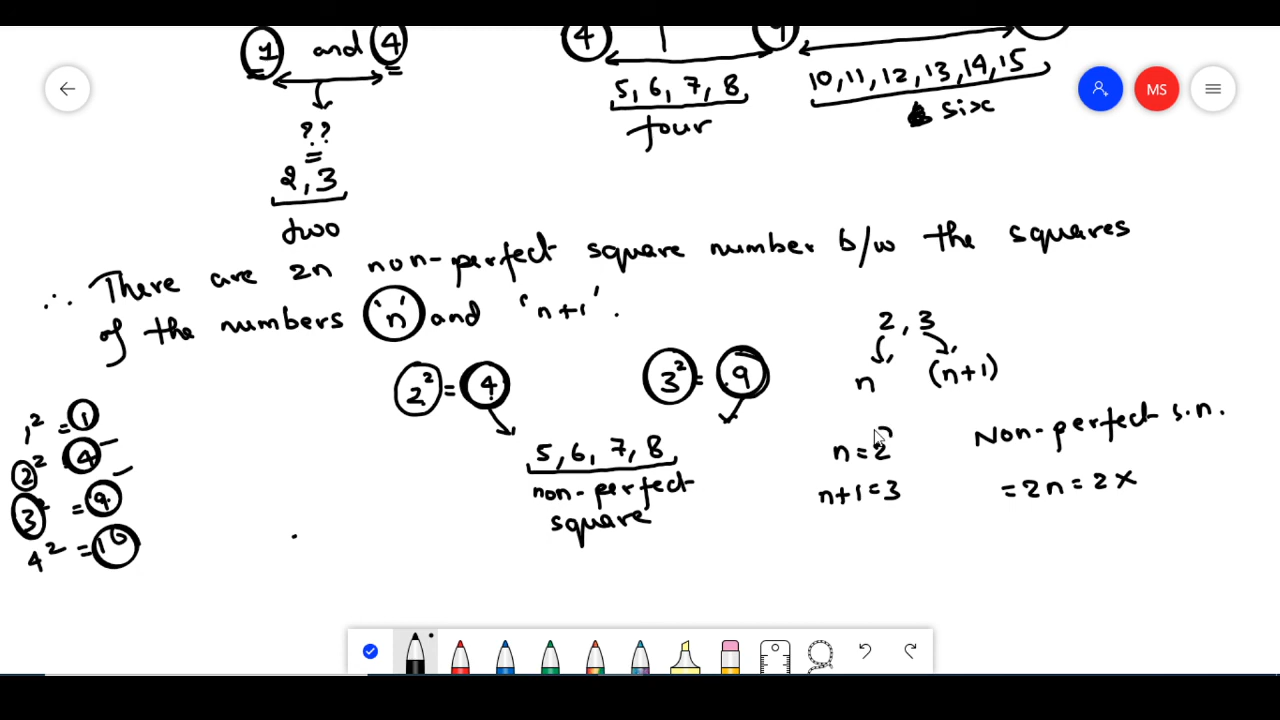 1 and 4
4 9
??
=
2, 3
two
5, 6, 7, 8
four
10, 11, 12, 13, 14, 15
six
MS
∴ There are 2n non-perfect square number b/w the squares
of the numbers 'n' and 'n+1'.
1² = 1
2² 4
3² = 9
4² = 16
2² = 4
3² = 9
5, 6, 7, 8
non-perfect
square
2, 3
n (n+1)
n=2
n+1=3
Non-perfect s.n.
=2n=2×